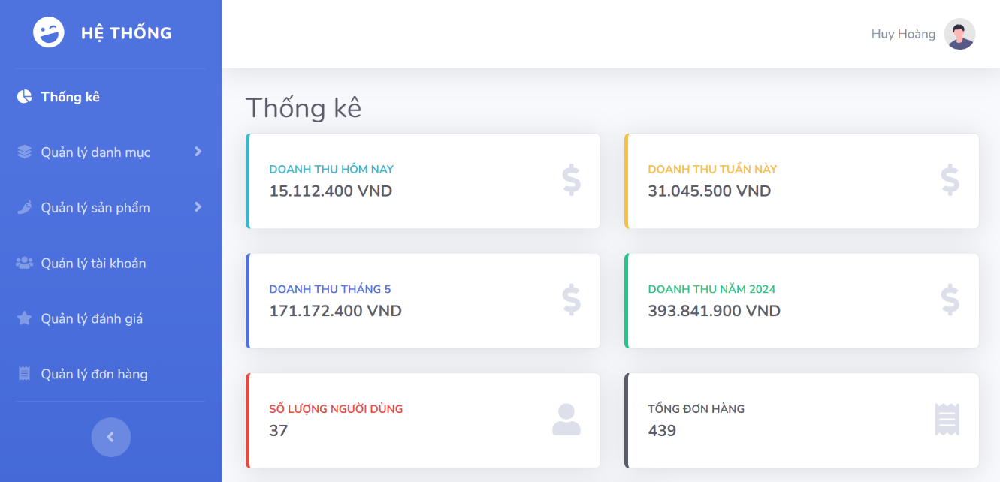 HỆ THỐNG
Huy Hoàng
Thống kê
Quản lý danh mục
Quản lý sản phẩm
Quản lý tài khoản
Quản lý đánh giá
Quản lý đơn hàng
Thống kê
DOANH THU HÔM NAY
15.112.400 VND
DOANH THU TUẦN NÀY
31.045.500 VND
DOANH THU THÁNG 5
171.172.400 VND
DOANH THU NĂM 2024
393.841.900 VND
SỐ LƯỢNG NGƯỜI DÙNG
37
TỔNG ĐƠN HÀNG
439